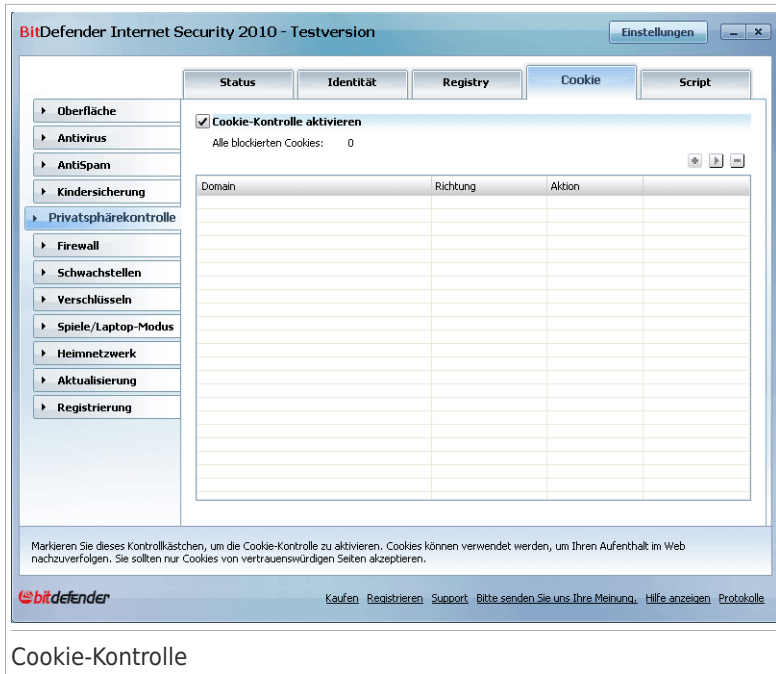 BitDefender Internet Security 2010 - Testversion
Einstellungen
Status Identität Registry Cookie Script
Oberfläche
Antivirus
AntiSpam
Kindersicherung
Privatsphärekontrolle
Firewall
Schwachstellen
Verschlüsseln
Spiele/Laptop-Modus
Heimnetzwerk
Aktualisierung
Registrierung
Cookie-Kontrolle aktivieren
Alle blockierten Cookies: 0
Domain Richtung Aktion
Markieren Sie dieses Kontrollkästchen, um die Cookie-Kontrolle zu aktivieren. Cookies können verwendet werden, um Ihren Aufenthalt im Web
nachzuverfolgen. Sie sollten nur Cookies von vertrauenswürdigen Seiten akzeptieren.
bitdefender
Kaufen Registrieren Support Bitte senden Sie uns Ihre Meinung. Hilfe anzeigen Protokolle
Cookie-Kontrolle